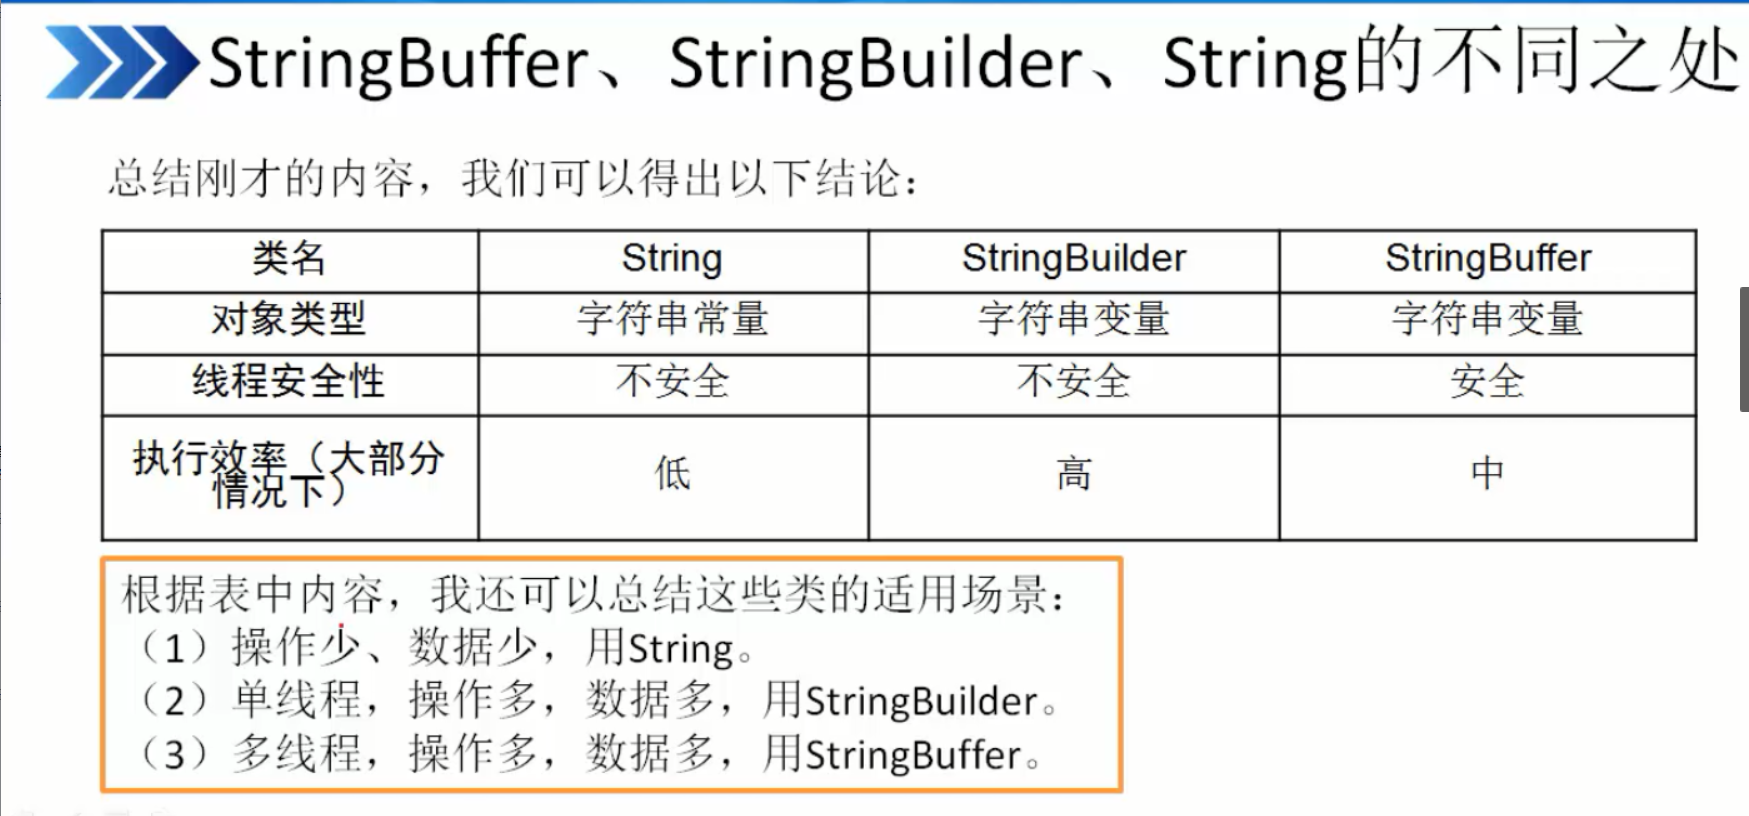 StringBuffer、StringBuilder、String的不同之处
总结刚才的内容，我们可以得出以下结论：
类名 String StringBuilder StringBuffer
对象类型 字符串常量 字符串变量 字符串变量
线程安全性 不安全 不安全 安全
执行效率（大部分
情况下） 低 高 中
根据表中内容，我还可以总结这些类的适用场景：
（1）操作少、数据少，用String。
（2）单线程，操作多，数据多，用StringBuilder。
（3）多线程，操作多，数据多，用StringBuffer。